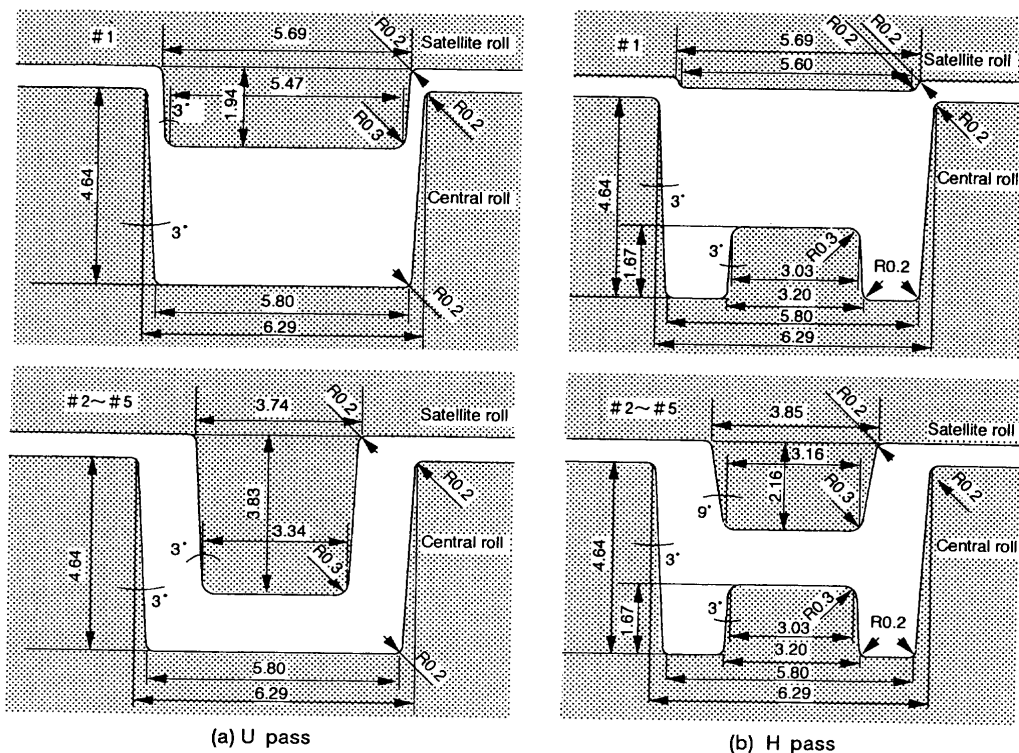 #1
5.69
R0.2
Satellite roll
5.47
3°
1.94
R0.3
R0.2
4.64
Central roll
3°
5.80
R0.2
6.29
#1
5.69
R0.2
R0.2
Satellite roll
5.60
R0.2
4.64
Central roll
3°
3°
R0.3
1.67
3.03
R0.2
3.20
5.80
6.29
#2~#5
3.74
R0.2
Satellite roll
3.83
R0.2
4.64
3.34
3°
R0.3
Central roll
3°
5.80
R0.2
6.29
#2~#5
3.85
R0.2
Satellite roll
3.16
2.16
R0.3
R0.2
9°
4.64
Central roll
3°
3°
R0.3
R0.2
1.67
3.03
3.20
5.80
6.29
(a) U pass
(b) H pass